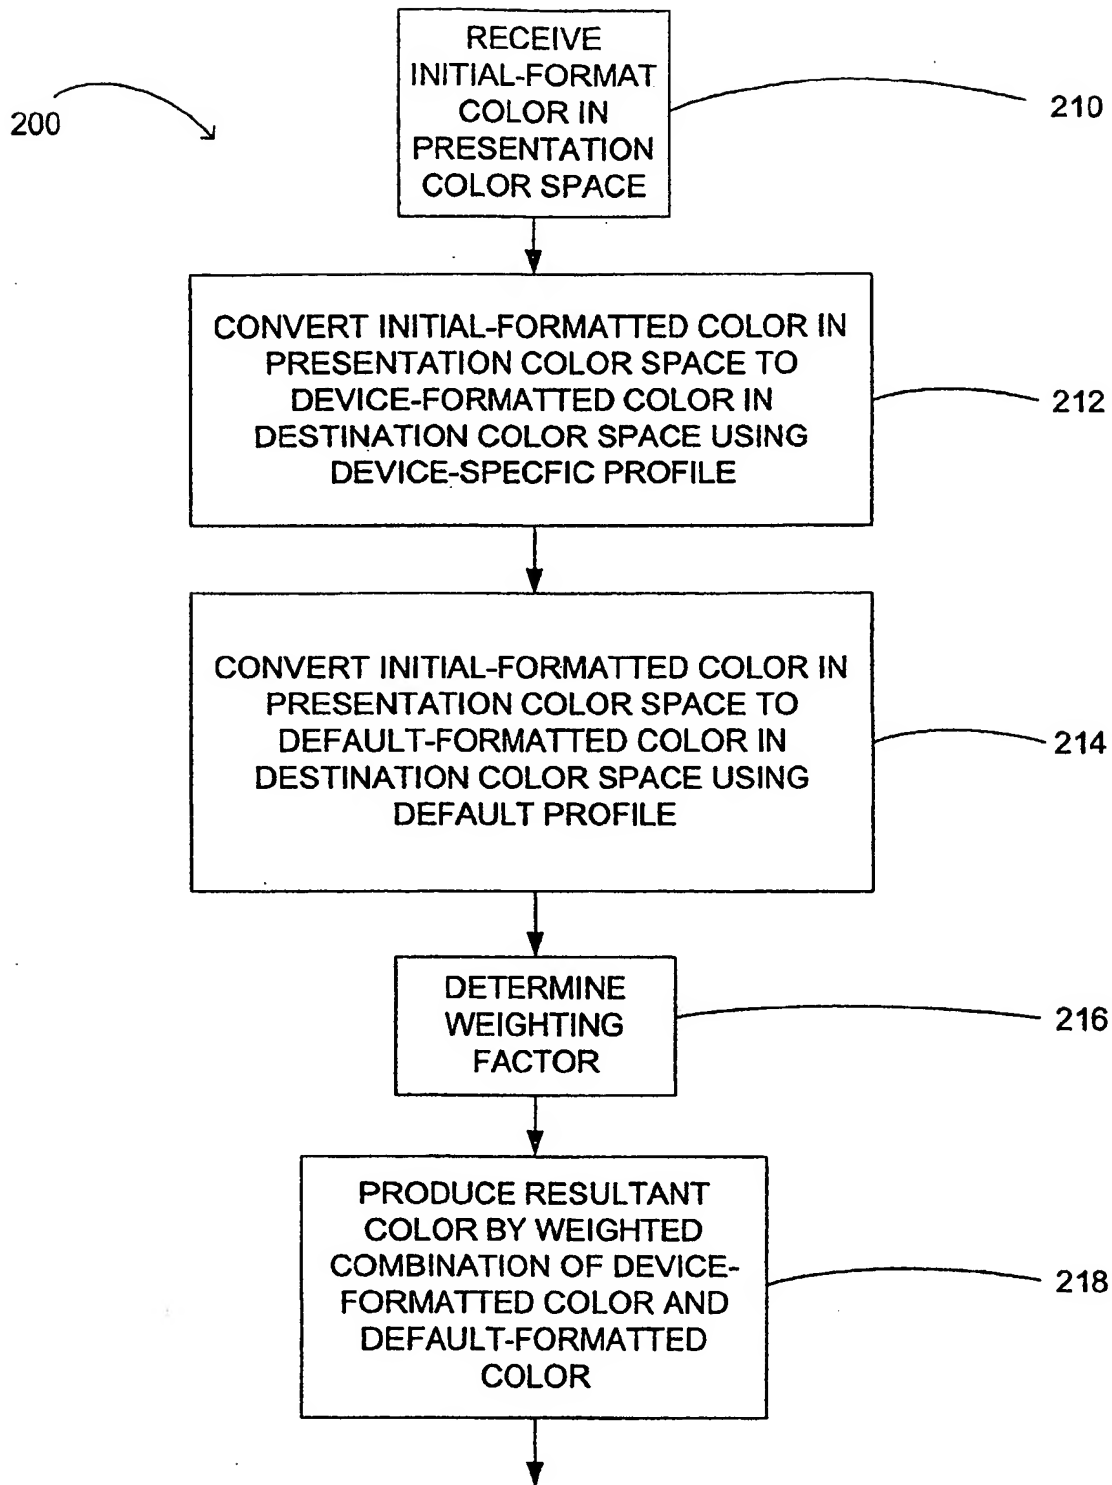 200
RECEIVE
INITIAL-FORMAT
COLOR IN
PRESENTATION
COLOR SPACE
210
CONVERT INITIAL-FORMATTED COLOR IN
PRESENTATION COLOR SPACE TO
DEVICE-FORMATTED COLOR IN
DESTINATION COLOR SPACE USING
DEVICE-SPECFIC PROFILE
212
CONVERT INITIAL-FORMATTED COLOR IN
PRESENTATION COLOR SPACE TO
DEFAULT-FORMATTED COLOR IN
DESTINATION COLOR SPACE USING
DEFAULT PROFILE
214
DETERMINE
WEIGHTING
FACTOR
216
PRODUCE RESULTANT
COLOR BY WEIGHTED
COMBINATION OF DEVICE-
FORMATTED COLOR AND
DEFAULT-FORMATTED
COLOR
218